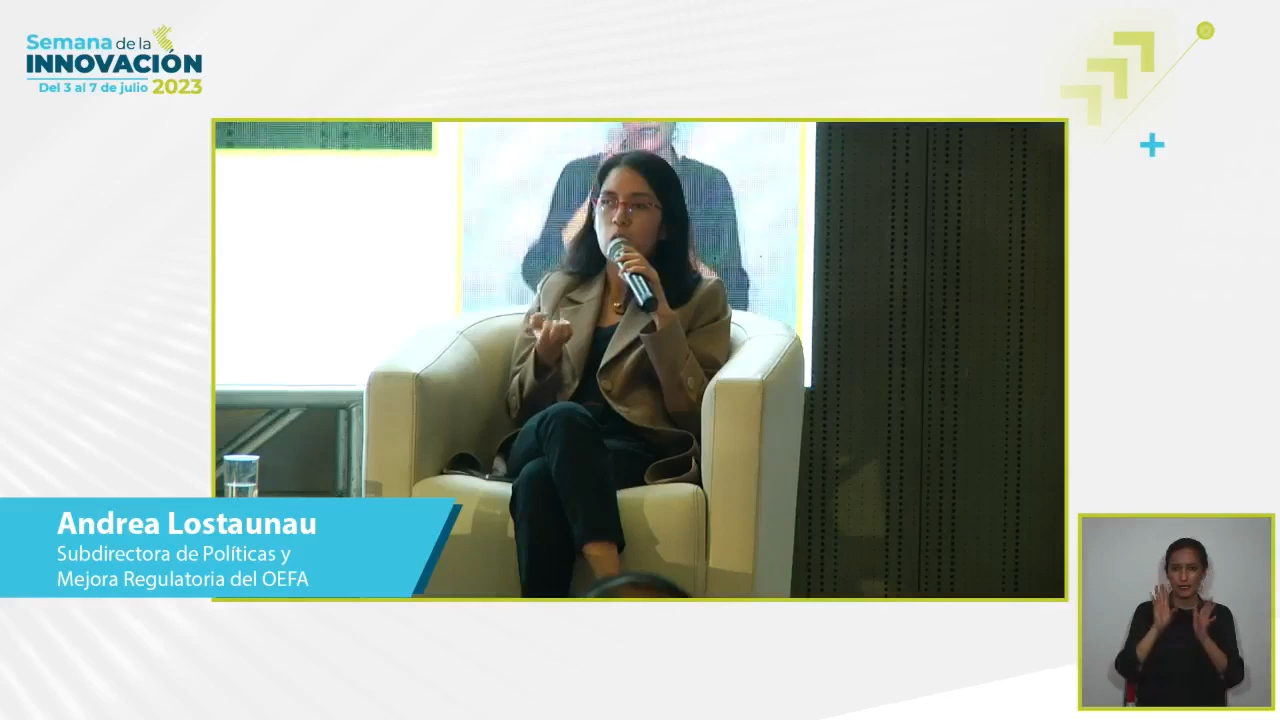 Semana de la
INNOVACIÓN
Del 3 al 7 de julio 2023
Andrea Lostaunau
Subdirectora de Políticas y
Mejora Regulatoria del OEFA